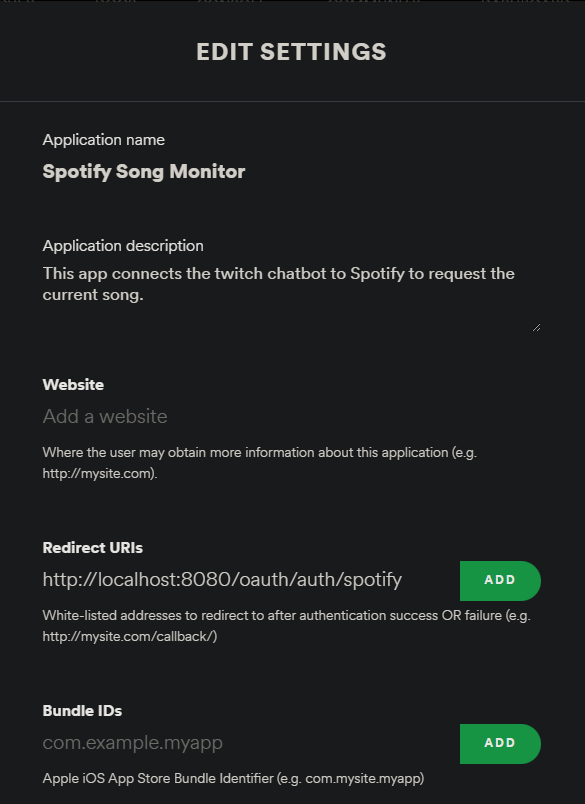 EDIT SETTINGS
Application name
Spotify Song Monitor
Application description
This app connects the twitch chatbot to Spotify to request the
current song.
Website
Add a website
Where the user may obtain more information about this application (e.g.
http://mysite.com).
Redirect URIs
http://localhost:8080/oauth/auth/spotify
ADD
White-listed addresses to redirect to after authentication success OR failure (e.g.
http://mysite.com/callback/)
Bundle IDs
com.example.myapp
ADD
Apple iOS App Store Bundle Identifier (e.g. com.mysite.myapp)